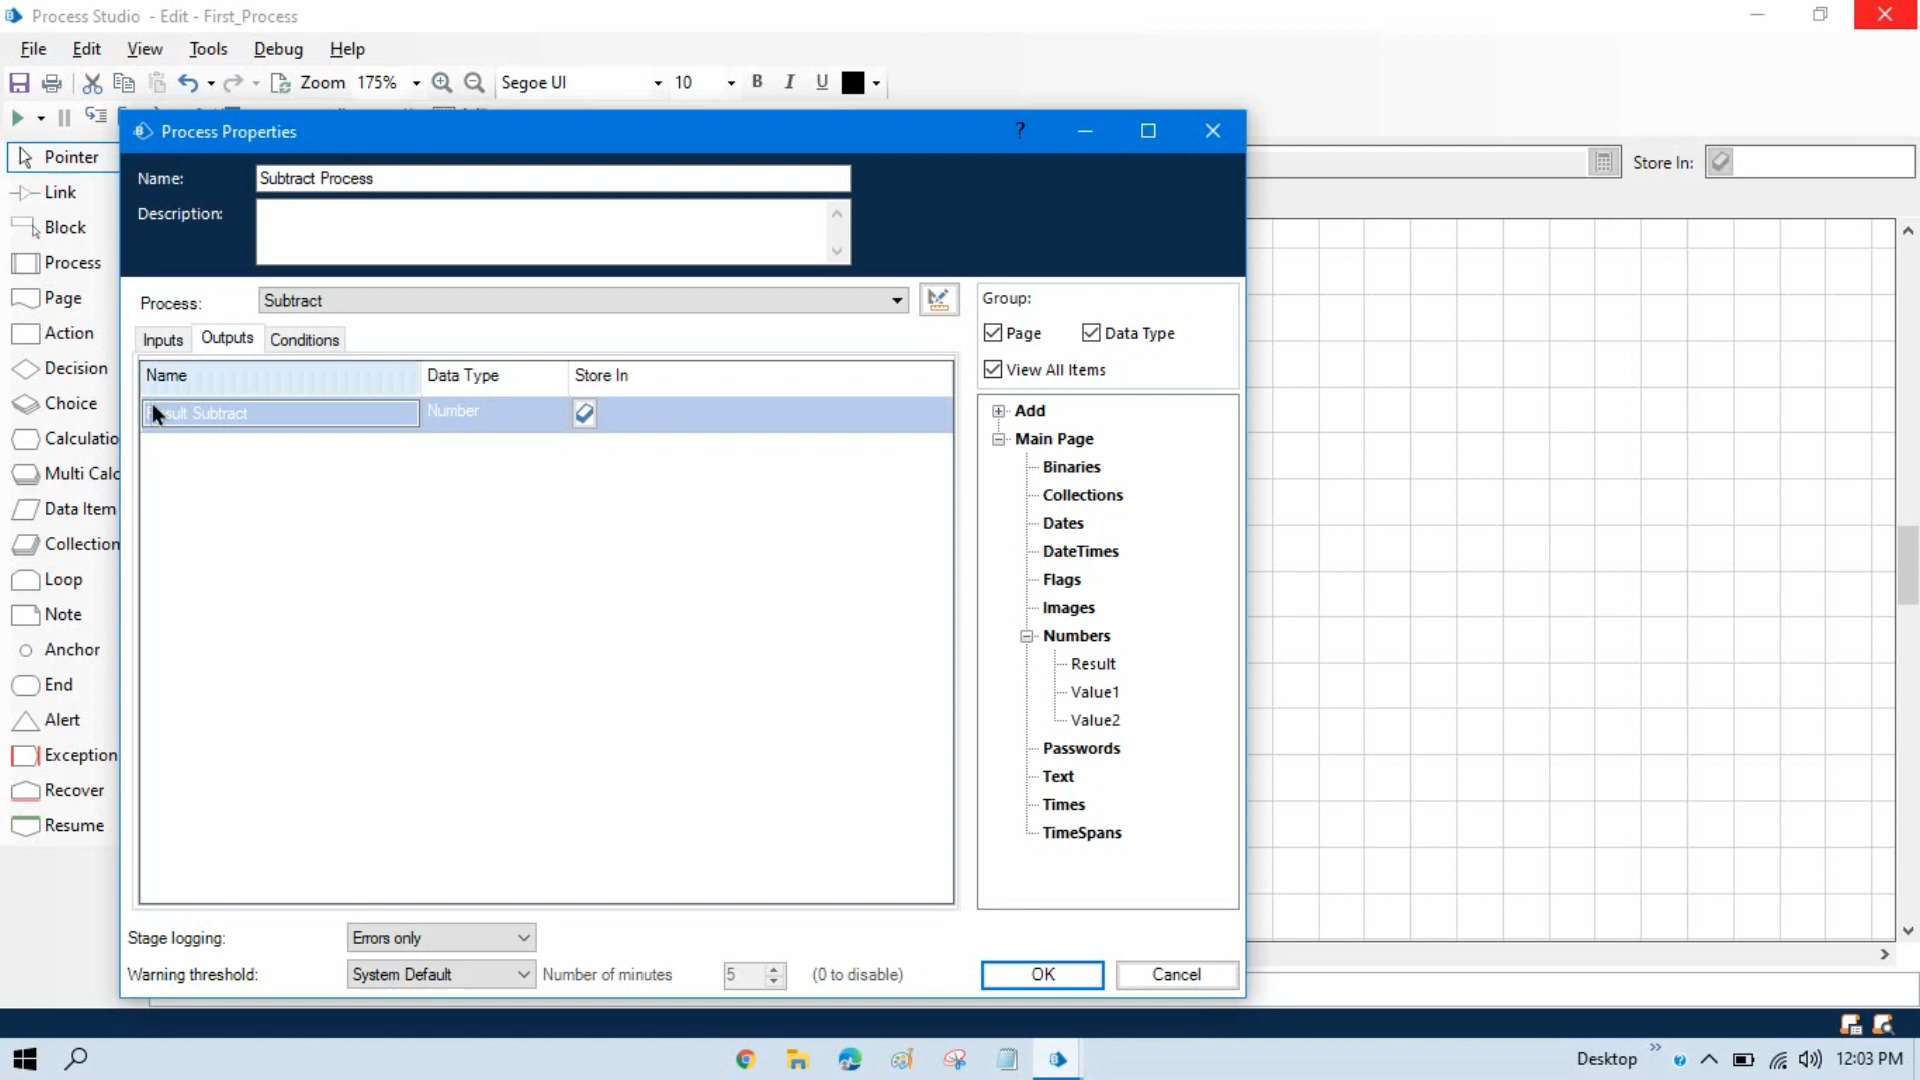 Process Studio - Edit - First_Process
File Edit View Tools Debug Help
Zoom 175% Segoe UI 10 B I U
Process Properties ?
Pointer
Link
Block
Process
Page
Action
Decision
Choice
Calculatio
Multi Calc
Data Item
Collection
Loop
Note
Anchor
End
Alert
Exception
Recover
Resume
Name: Subtract Process
Description:
Store In:
Process: Subtract
Inputs Outputs Conditions
Name Data Type Store In
Subtract Number
Group:
Page Data Type
View All Items
Add
Main Page
Binaries
Collections
Dates
DateTimes
Flags
Images
Numbers
Result
Value1
Value2
Passwords
Text
Times
TimeSpans
Stage logging: Errors only
Warning threshold: System Default Number of minutes 5 (0 to disable)
OK Cancel
Desktop 12:03 PM